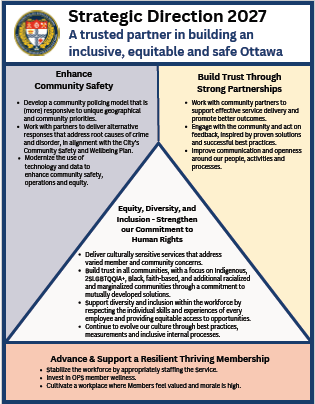 Strategic Direction 2027
A trusted partner in building an
inclusive, equitable and safe Ottawa
Enhance
Community Safety
• Develop a community policing model that is
(more) responsive to unique geographical
and community priorities.
• Work with partners to deliver alternative
responses that address root causes of crime
and disorder, in alignment with the City's
Community Safety and Wellbeing Plan.
• Modernize the use of
technology and data to
enhance community safety,
operations and equity.
Build Trust Through
Strong Partnerships
• Work with community partners to
support effective service delivery and
promote better outcomes.
• Engage with the community and act on
feedback, inspired by proven solutions
and successful best practices.
• Improve communication and openness
around our people, activities and
processes.
Equity, Diversity, and
Inclusion - Strengthen
our Commitment to
Human Rights
• Deliver culturally sensitive services that address
varied member and community concerns.
• Build trust in all communities, with a focus on Indigenous,
2SLGBTQQIA+, Black, faith-based, and additional racialized
and marginalized communities through a commitment to
mutually developed solutions.
• Support diversity and inclusion within the workforce by
respecting the individual skills and experiences of every
employee and providing equitable access to opportunities.
• Continue to evolve our culture through best practices,
measurements and inclusive internal processes.
Advance & Support a Resilient Thriving Membership
• Stabilize the workforce by appropriately staffing the Service.
• Invest in OPS member wellness.
• Cultivate a workplace where Members feel valued and morale is high.